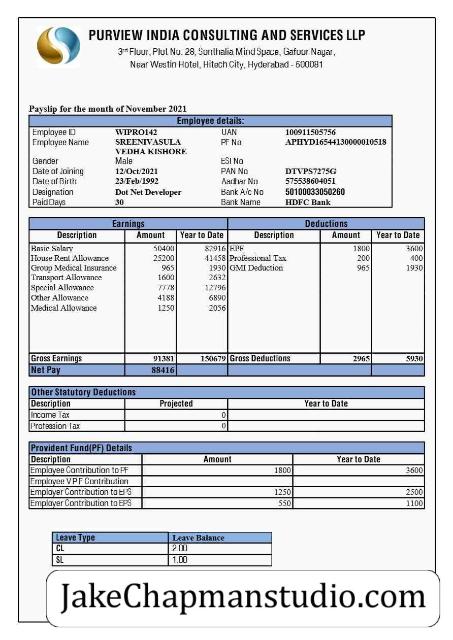 PURVIEW INDIA CONSULTING AND SERVICES LLP
3rd Floor, Plot No. 28, Sonthalia Mind Space, Gafoor Nagar,
Near Westin Hotel, Hitech City, Hyderabad - 600081
Payslip for the month of November 2021
Employee details:
Employee ID WIPRO142 UAN 100911505756
Employee Name SREENIVASULA PF No APHYD16544130000010518
VEDHA KISHORE
Gender Male ESI No
Date of Joining 12/Oct/2021 PAN No DTVPS7275G
Date of Birth 23/Feb/1992 Aadhar No 575538604051
Designation Dot Net Developer Bank A/c No 50100033050260
Paid Days 30 Bank Name HDFC Bank
Earnings Deductions
Description Amount Year to Date Description Amount Year to Date
Basic Salary 50400 82916 EPF 1800 3600
House Rent Allowance 25200 41458 Professional Tax 200 400
Group Medical Insurance 965 1930 GMI Deduction 965 1930
Transport Allowance 1600 2632
Special Allowance 7778 12796
Other Allowance 4188 6890
Medical Allowance 1250 2056
Gross Earnings 91381 150679 Gross Deductions 2965 5930
Net Pay 88416
Other Statutory Deductions
Description Projected Year to Date
Income Tax 0
Profession Tax 0
Provident Fund(PF) Details
Description Amount Year to Date
Employee Contribution to PF 1800 3600
Employee V P F Contribution
Employer Contribution to EPS 1250 2500
Employer Contribution to EPS 550 1100
Leave Type Leave Balance
CL 2.00
SL 1.00
JakeChapmanstudio.com